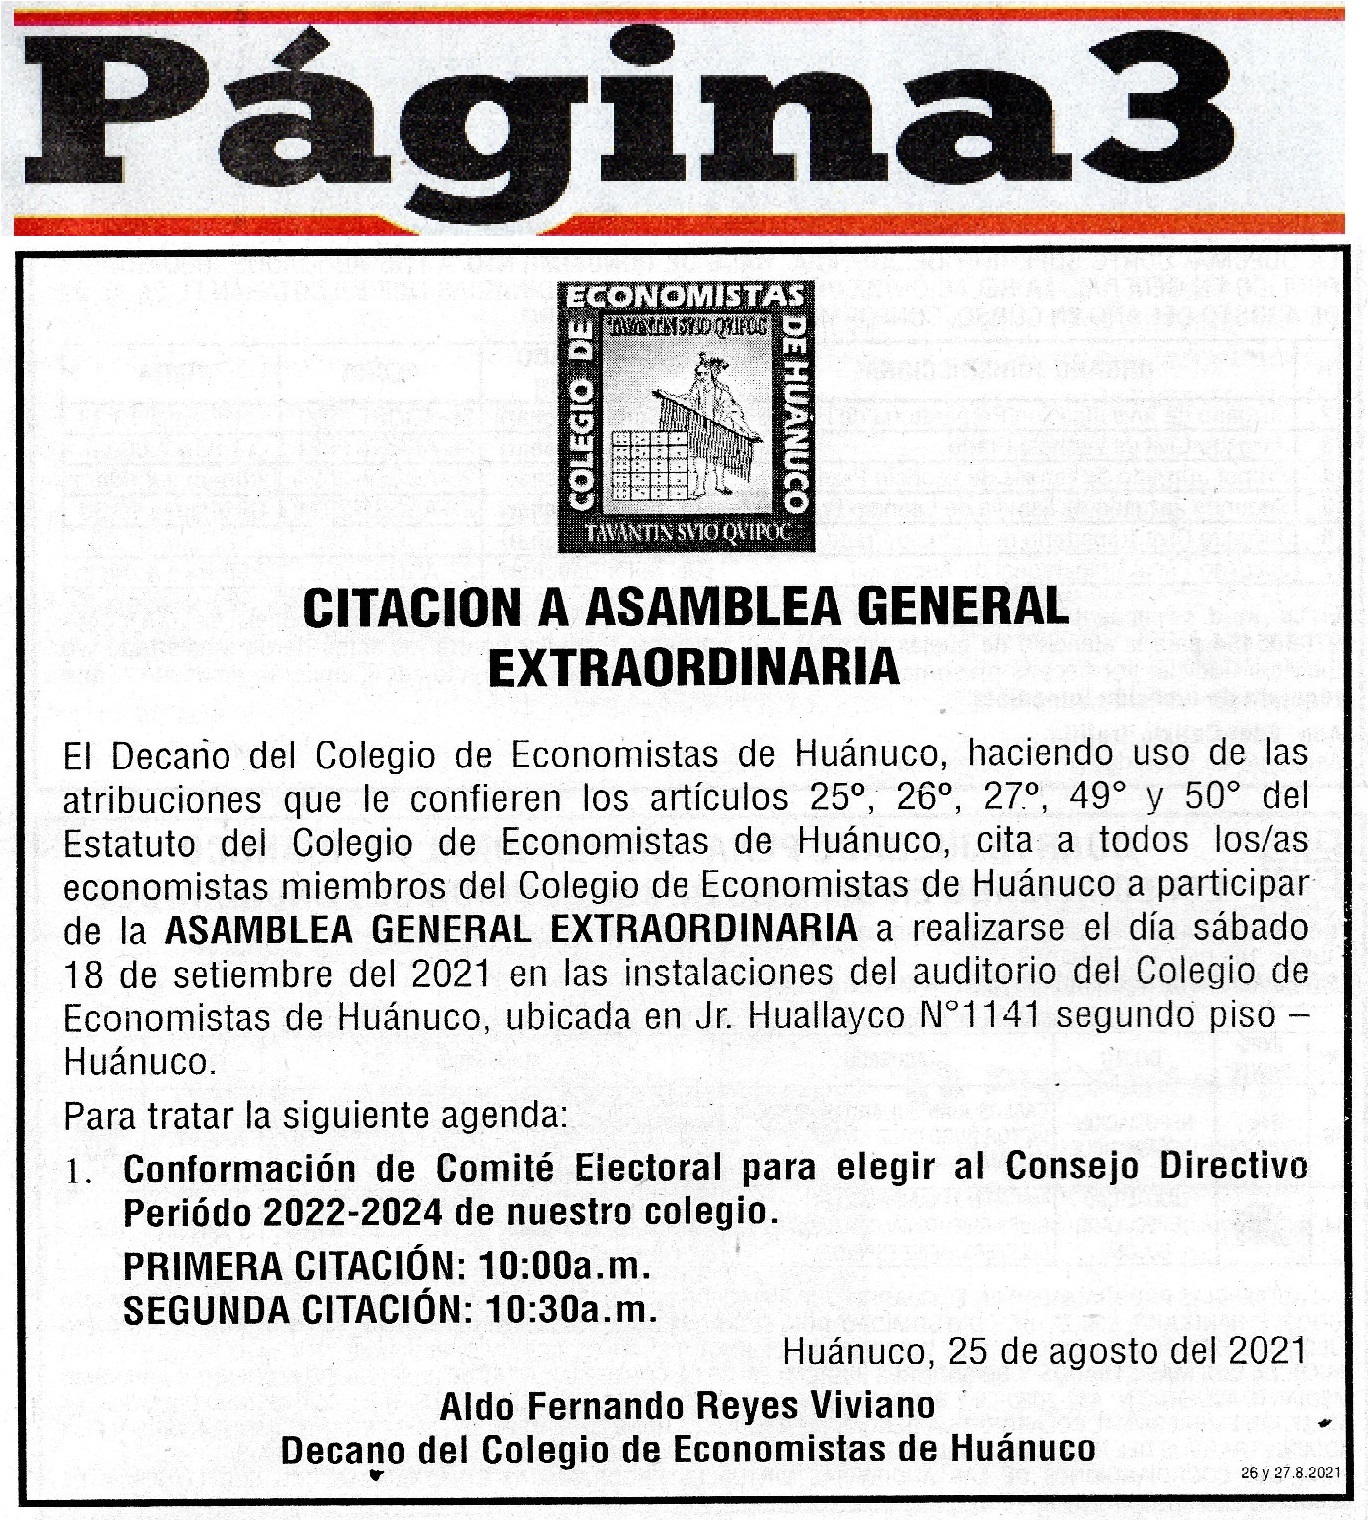 Página3
ECONOMISTAS
COLEGIO DE
DE HUÁNUCO
TAVANTIN SVIO QVIPOC
TAVANTIN SVIO QVIPOC
CITACION A ASAMBLEA GENERAL
EXTRAORDINARIA
El Decano del Colegio de Economistas de Huánuco, haciendo uso de las
atribuciones que le confieren los artículos 25º, 26º, 27.º, 49° y 50° del
Estatuto del Colegio de Economistas de Huánuco, cita a todos los/as
economistas miembros del Colegio de Economistas de Huánuco a participar
de la ASAMBLEA GENERAL EXTRAORDINARIA a realizarse el día sábado
18 de setiembre del 2021 en las instalaciones del auditorio del Colegio de
Economistas de Huánuco, ubicada en Jr. Huallayco N°1141 segundo piso –
Huánuco.
Para tratar la siguiente agenda:
1. Conformación de Comité Electoral para elegir al Consejo Directivo
Periódo 2022-2024 de nuestro colegio.
PRIMERA CITACIÓN: 10:00a.m.
SEGUNDA CITACIÓN: 10:30a.m.
Huánuco, 25 de agosto del 2021
Aldo Fernando Reyes Viviano
Decano del Colegio de Economistas de Huánuco
26 y 27.8.2021